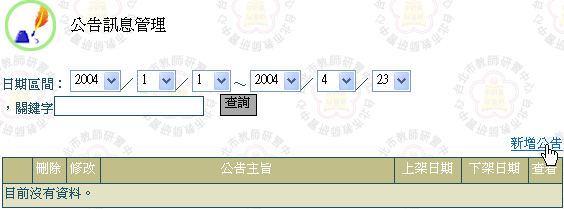 公告訊息管理
日期區間： 2004 ／ 1 ／ 1 ～ 2004 ／ 4 ／ 23
，關鍵字 查詢
新增公告
刪除 修改 公告主旨 上架日期 下架日期 查看
目前沒有資料。